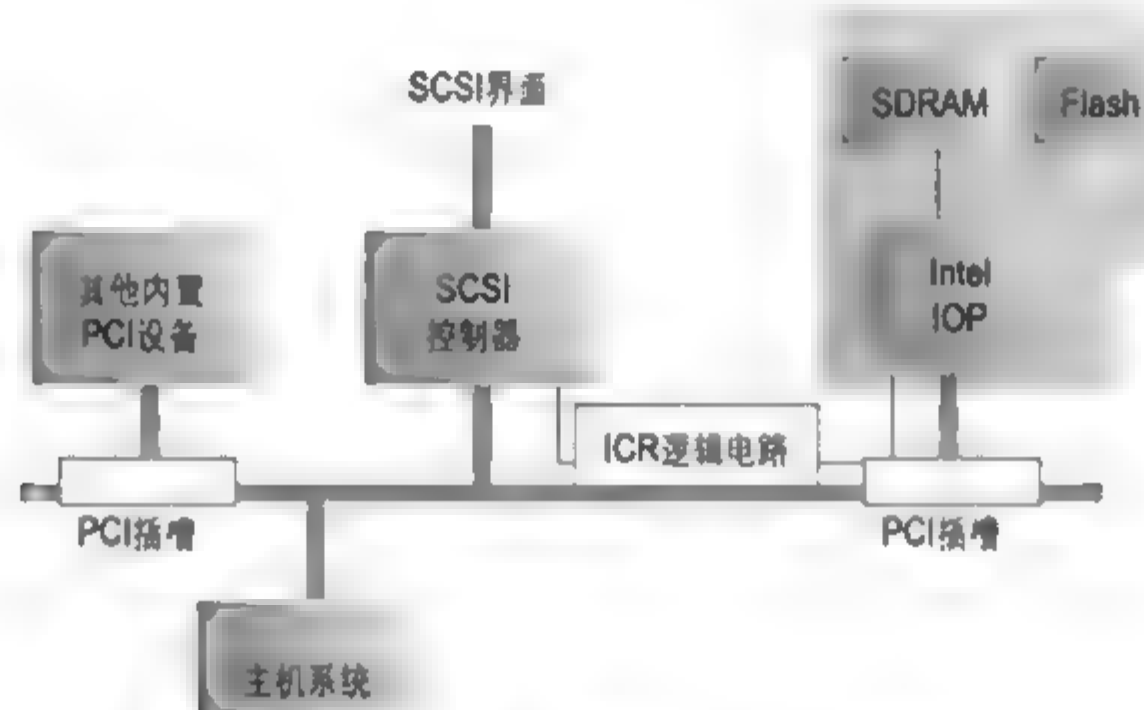 SCSI界面
SDRAM
Flash
其他内置
PCI设备
SCSI
控制器
Intel
IOP
ICR逻辑电路
PCI插槽
PCI插槽
主机系统